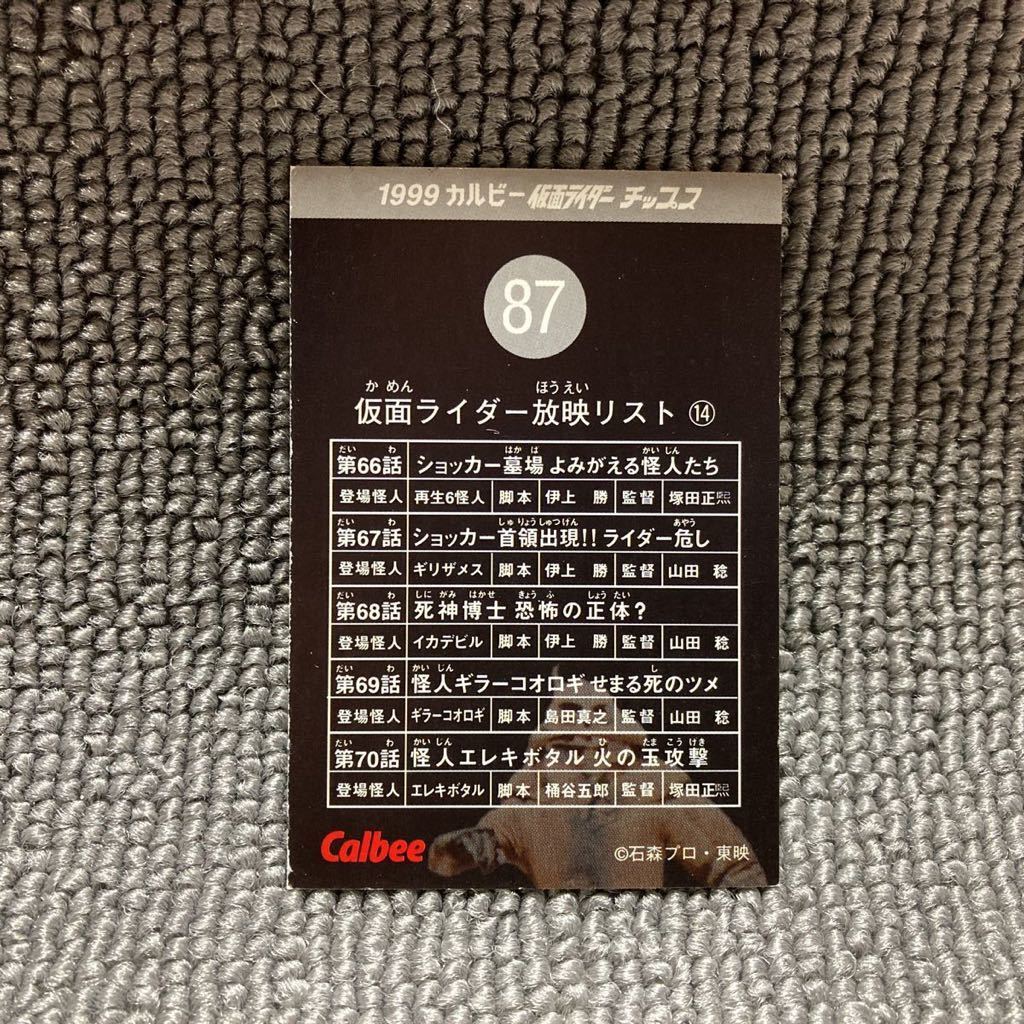 1999 カルビー 仮面ライダー チップス
87
かめん ほうえい
仮面ライダー放映リスト ⑭
だい わ はかば かいじん
第66話 ショッカー墓場 よみがえる怪人たち
登場怪人 再生6怪人 脚本 伊上 勝 監督 塚田正熙
だい わ しゅりょうしゅつげん あやう
第67話 ショッカー首領出現!! ライダー危し
登場怪人 ギリザメス 脚本 伊上 勝 監督 山田 稔
だい わ しにがみ はかせ きょうふ しょうたい
第68話 死神博士 恐怖の正体?
登場怪人 イカデビル 脚本 伊上 勝 監督 山田 稔
だい わ かいじん し
第69話 怪人ギラーコオロギ せまる死のツメ
登場怪人 ギラーコオロギ 脚本 島田真之 監督 山田 稔
だい わ かいじん ひ たま こうげき
第70話 怪人エレキボタル 火の玉攻撃
登場怪人 エレキボタル 脚本 桶谷五郎 監督 塚田正熙
Calbee
©石森プロ・東映